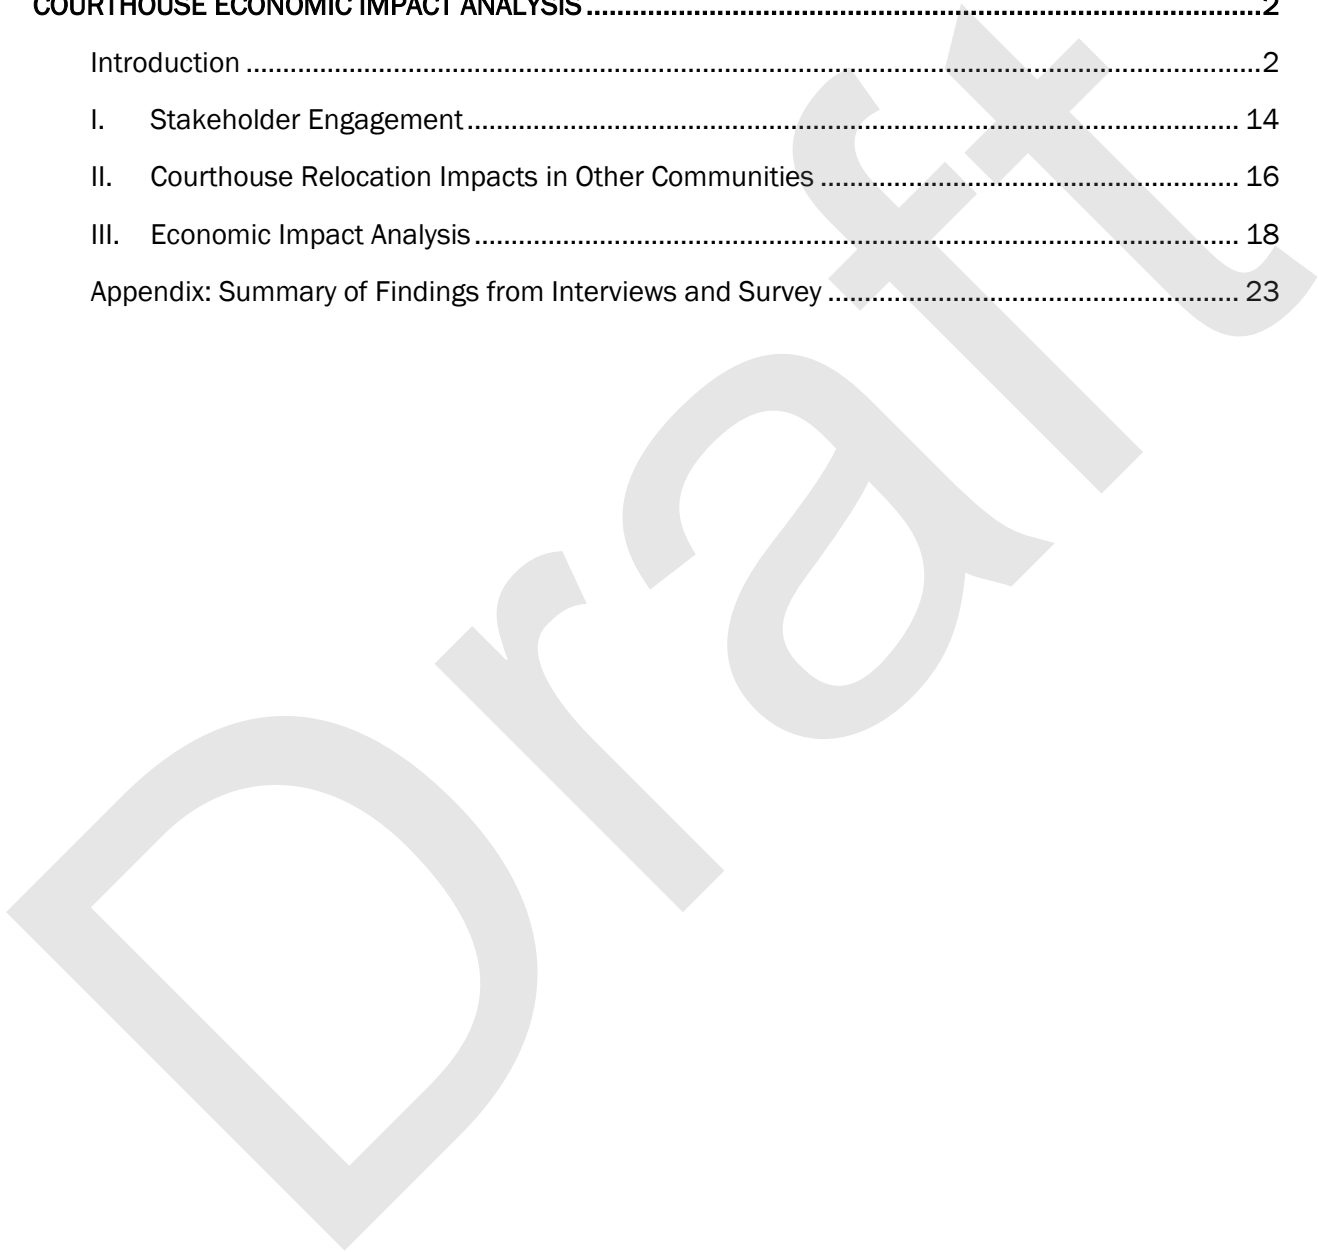 COURTHOUSE ECONOMIC IMPACT ANALYSIS ........................................ 2
Introduction ........................................ 2
I. Stakeholder Engagement ........................................ 14
II. Courthouse Relocation Impacts in Other Communities ........................................ 16
III. Economic Impact Analysis ........................................ 18
Appendix: Summary of Findings from Interviews and Survey ........................................ 23
Draft